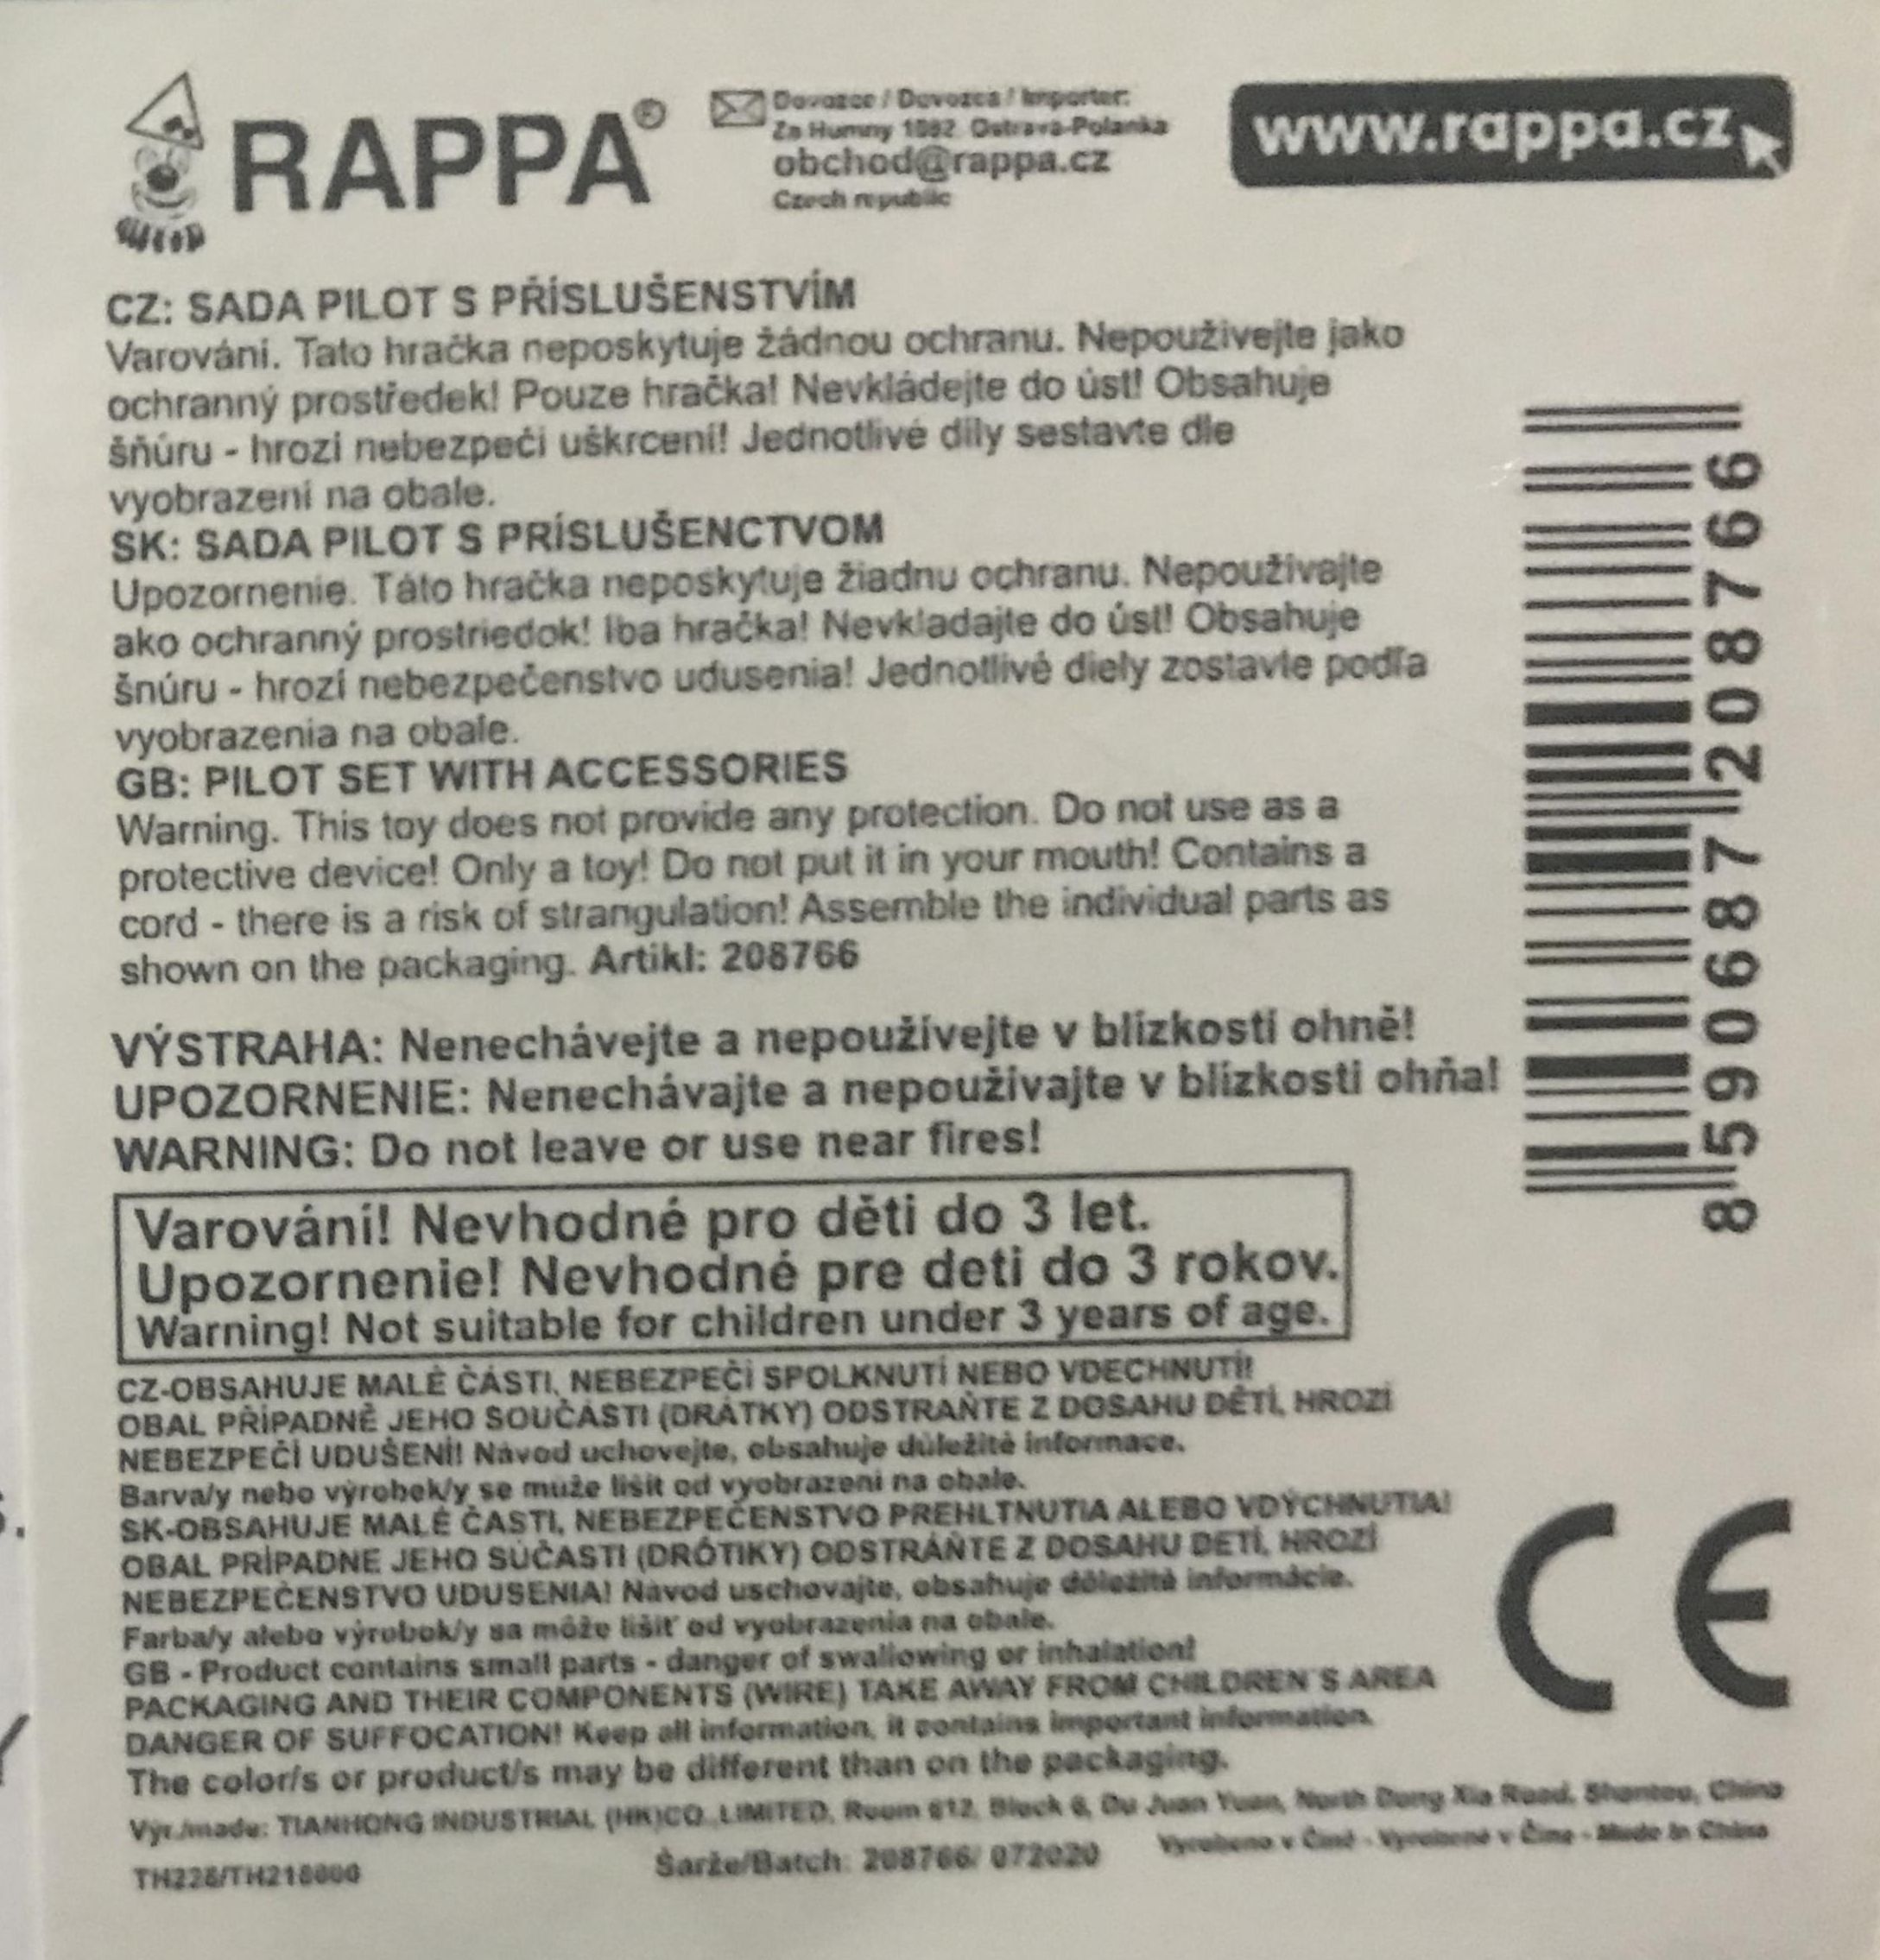 RAPPA®
Dovozce / Dovozca / Importer:
Za Humny 1092 Ostrava-Polanka
obchod@rappa.cz
Czech republic
www.rappa.cz
CZ: SADA PILOT S PŘÍSLUŠENSTVÍM
Varování. Tato hračka neposkytuje žádnou ochranu. Nepoužívejte jako
ochranný prostředek! Pouze hračka! Nevkládejte do úst! Obsahuje
šňúru - hrozí nebezpečí uškrcení! Jednotlivé díly sestavte dle
vyobrazení na obale.
SK: SADA PILOT S PRÍSLUŠENCTVOM
Upozornenie. Táto hračka neposkytuje žiadnu ochranu. Nepoužívajte
ako ochranný prostriedok! Iba hračka! Nevkladajte do úst! Obsahuje
šnúru - hrozí nebezpečenstvo udusenia! Jednotlivé diely zostavte podľa
vyobrazenia na obale.
GB: PILOT SET WITH ACCESSORIES
Warning. This toy does not provide any protection. Do not use as a
protective device! Only a toy! Do not put it in your mouth! Contains a
cord - there is a risk of strangulation! Assemble the individual parts as
shown on the packaging. Artikl: 208766
8 590687 208766
VÝSTRAHA: Nenechávejte a nepoužívejte v blízkosti ohně!
UPOZORNENIE: Nenechávajte a nepoužívajte v blízkosti ohňa!
WARNING: Do not leave or use near fires!
Varování! Nevhodné pro děti do 3 let.
Upozornenie! Nevhodné pre deti do 3 rokov.
Warning! Not suitable for children under 3 years of age.
CZ-OBSAHUJE MALÉ ČÁSTI, NEBEZPEČÍ SPOLKNUTÍ NEBO VDECHNUTÍ!
OBAL PŘÍPADNĚ JEHO SOUČÁSTI (DRÁTKY) ODSTRAŇTE Z DOSAHU DĚTÍ, HROZÍ
NEBEZPEČÍ UDUŠENÍ! Návod uchovejte, obsahuje důležité informace.
Barva/y nebo výrobek/y se může lišit od vyobrazení na obale.
SK-OBSAHUJE MALÉ ČASTI, NEBEZPEČENSTVO PREHLTNUTIA ALEBO VDÝCHNUTIA!
OBAL PRÍPADNE JEHO SÚČASTI (DRÔTIKY) ODSTRÁŇTE Z DOSAHU DETÍ, HROZÍ
NEBEZPEČENSTVO UDUSENIA! Návod uschovajte, obsahuje dôležité informácie.
Farba/y alebo výrobok/y sa môže líšiť od vyobrazenia na obale.
GB - Product contains small parts - danger of swallowing or inhalation!
PACKAGING AND THEIR COMPONENTS (WIRE) TAKE AWAY FROM CHILDREN´S AREA
DANGER OF SUFFOCATION! Keep all information, it contains important information.
The color/s or product/s may be different than on the packaging.
CE
Výr./made: TIANHONG INDUSTRIAL (HK)CO.,LIMITED, Room 612, Block 6, Du Juan Yuan, North Dong Xia Road, Shantou, China
Vyrobeno v Číně - Vyrobené v Číne - Made in China
Šarže/Batch: 208766/ 072020